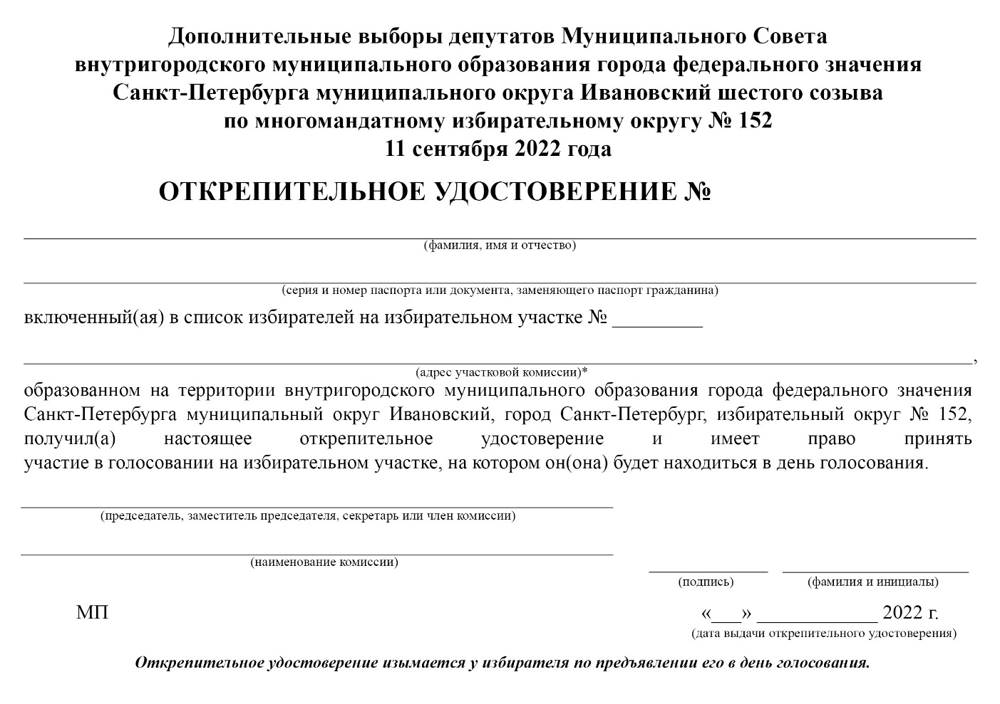 Дополнительные выборы депутатов Муниципального Совета
внутригородского муниципального образования города федерального значения
Санкт-Петербурга муниципального округа Ивановский шестого созыва
по многомандатному избирательному округу № 152
11 сентября 2022 года
ОТКРЕПИТЕЛЬНОЕ УДОСТОВЕРЕНИЕ №
(фамилия, имя и отчество)
(серия и номер паспорта или документа, заменяющего паспорт гражданина)
включенный(ая) в список избирателей на избирательном участке № _________
,
(адрес участковой комиссии)*
образованном на территории внутригородского муниципального образования города федерального значения
Санкт-Петербурга муниципальный округ Ивановский, город Санкт-Петербург, избирательный округ № 152,
получил(а) настоящее открепительное удостоверение и имеет право принять
участие в голосовании на избирательном участке, на котором он(она) будет находиться в день голосования.
(председатель, заместитель председателя, секретарь или член комиссии)
(наименование комиссии)
(подпись) (фамилия и инициалы)
МП «___» ____________ 2022 г.
(дата выдачи открепительного удостоверения)
Открепительное удостоверение изымается у избирателя по предъявлении его в день голосования.